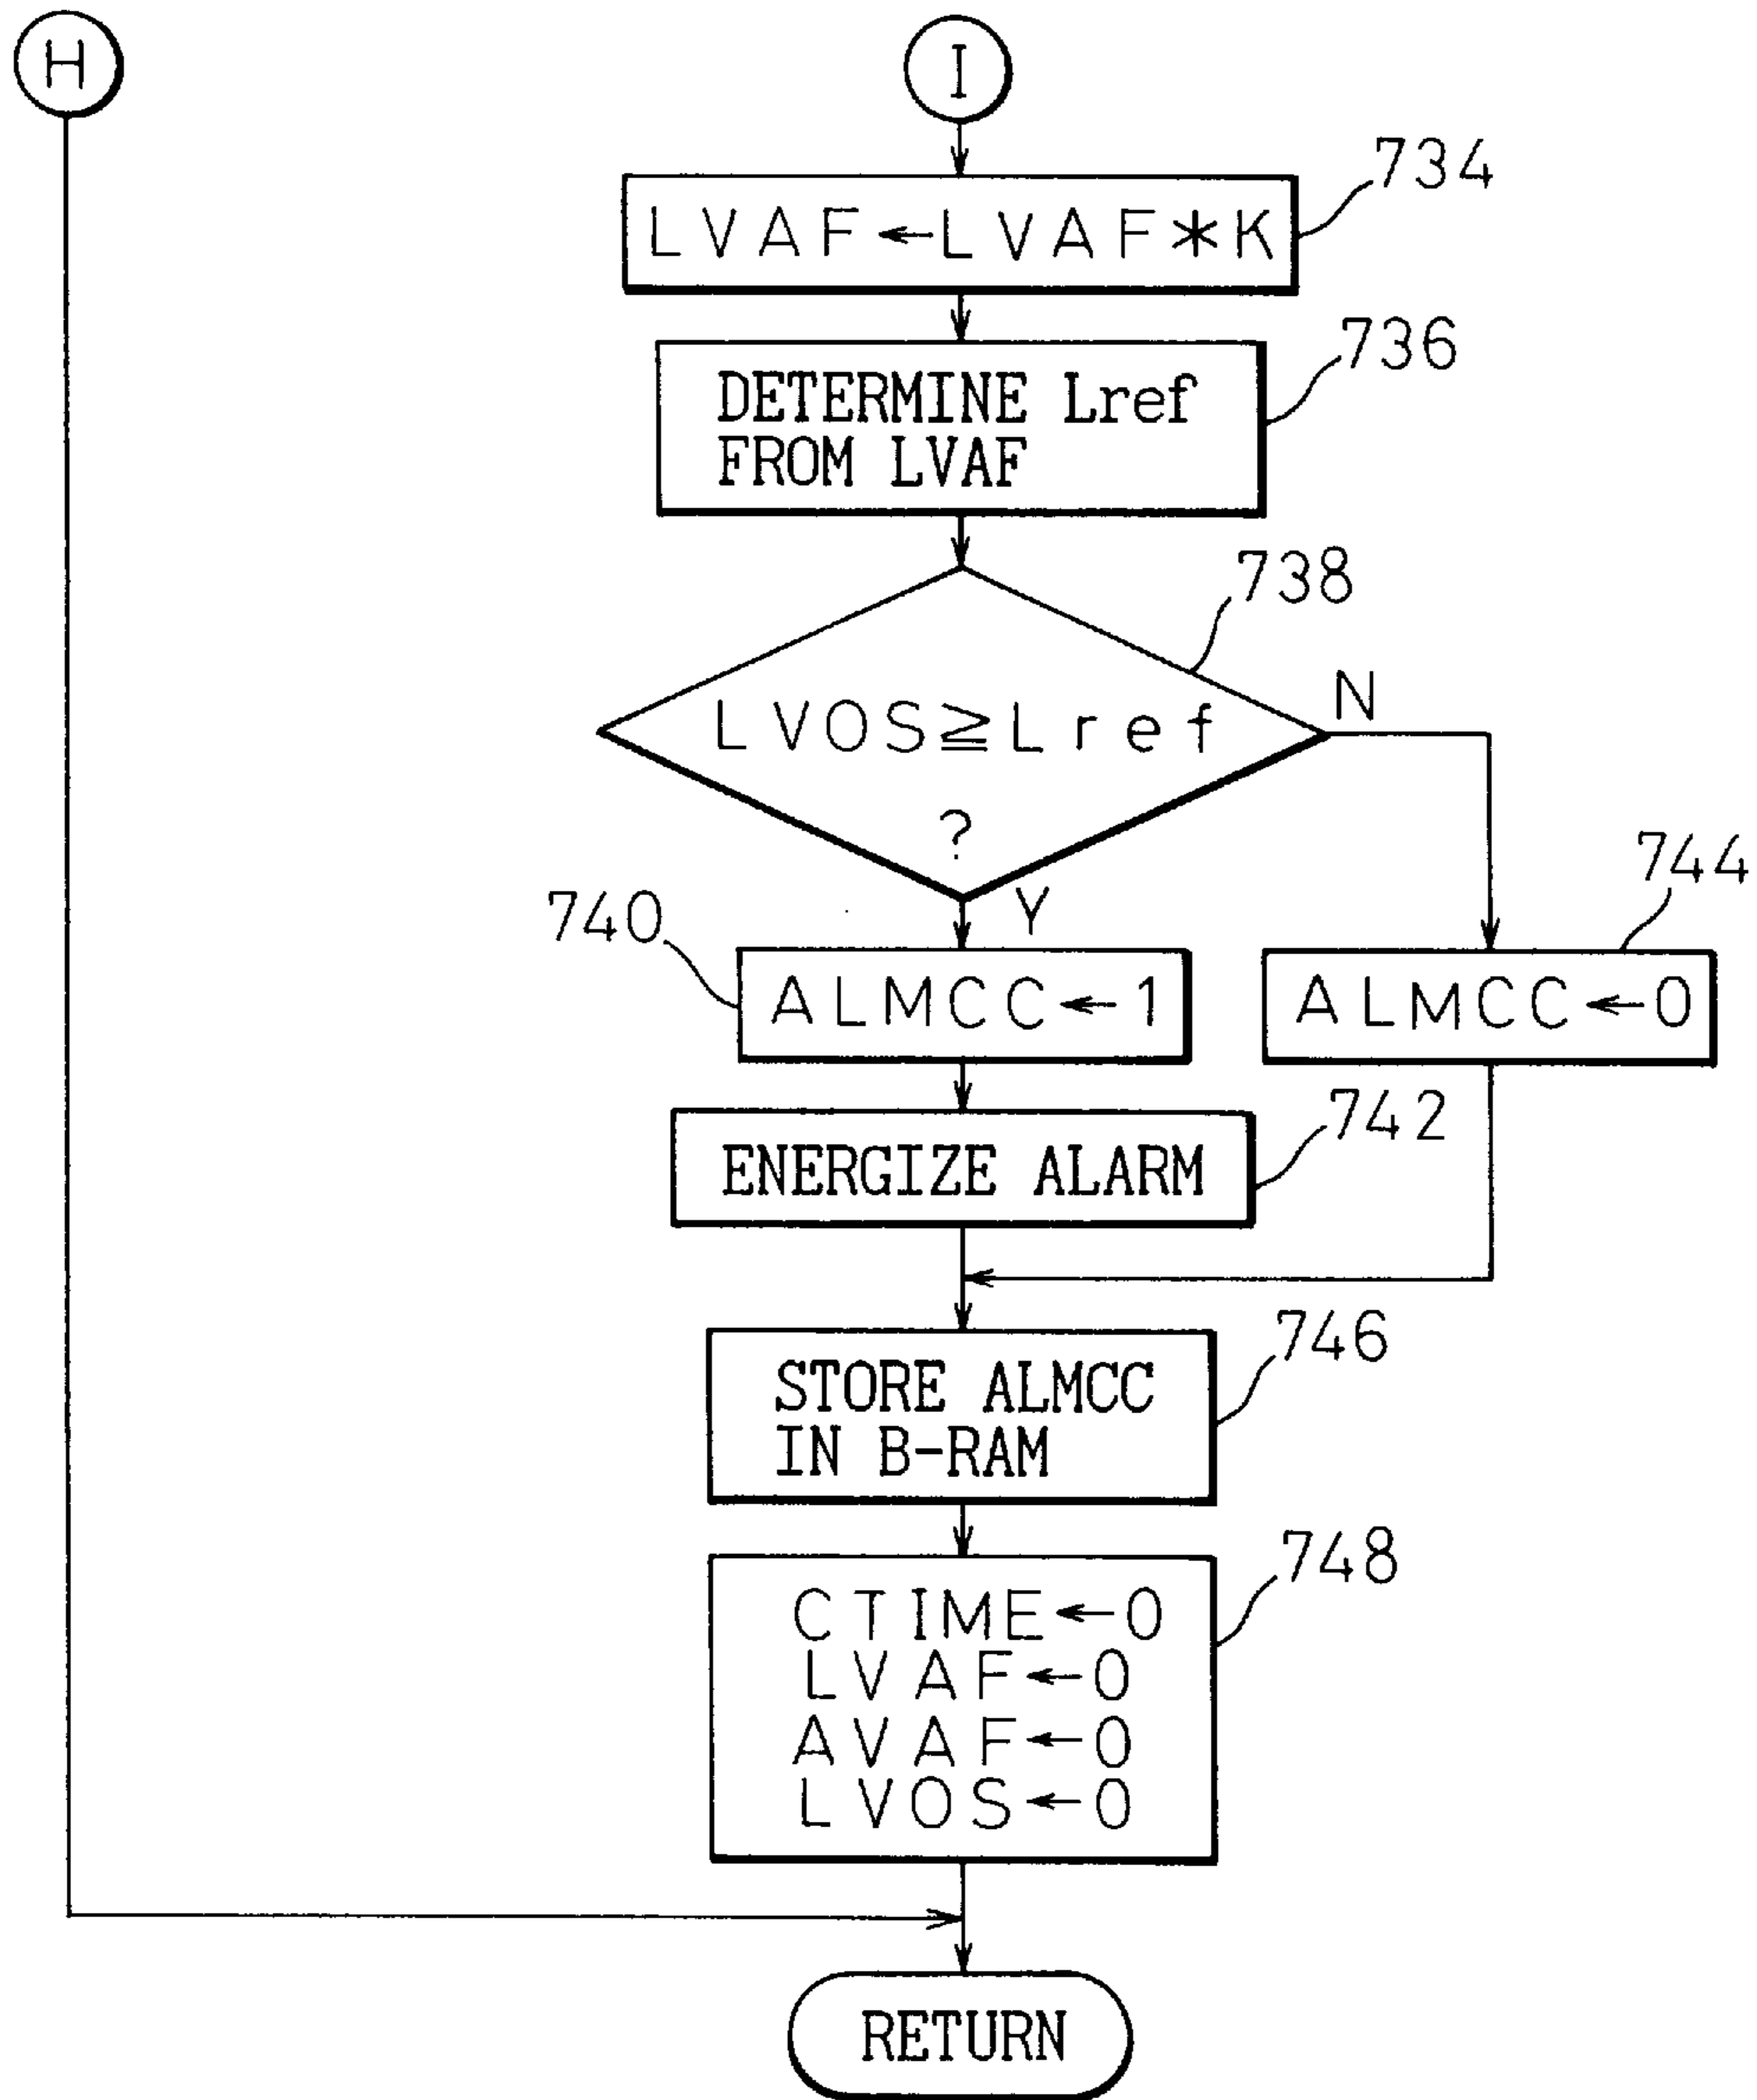 H
I
734
LVAF←LVAF*K
736
DETERMINE Lref
FROM LVAF
738
LVOS≧Lref
?
N
Y
740
ALMCC←1
744
ALMCC←0
742
ENERGIZE ALARM
746
STORE ALMCC
IN B-RAM
748
CTIME←0
LVAF←0
AVAF←0
LVOS←0
RETURN